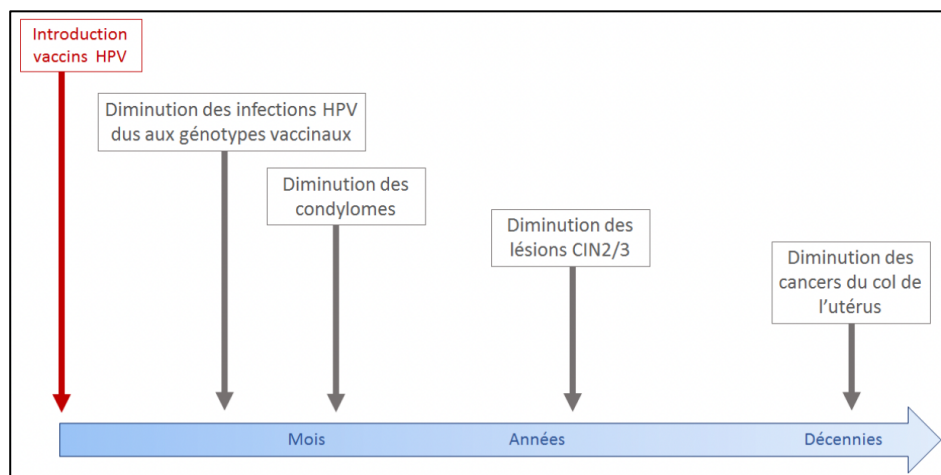 Introduction
vaccins HPV
Diminution des infections HPV
dus aux génotypes vaccinaux
Diminution des
condylomes
Diminution des
lésions CIN2/3
Diminution des
cancers du col de
l'utérus
Mois
Années
Décennies